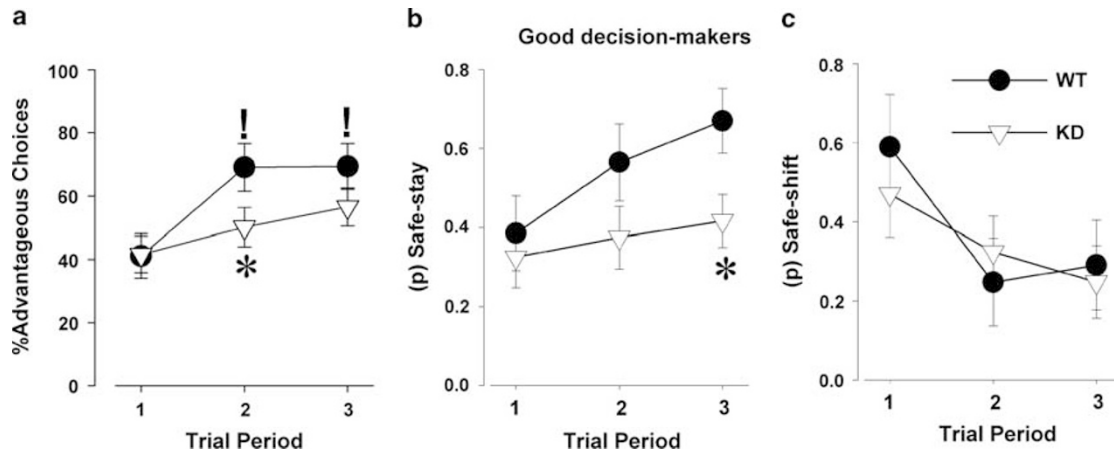 a
%Advantageous Choices
100
80
60
40
20
0
! !
*
1 2 3
Trial Period
b
Good decision-makers
(p) Safe-stay
0.8
0.6
0.4
0.2
0.0
*
1 2 3
Trial Period
c
(p) Safe-shift
0.8
0.6
0.4
0.2
0.0
WT
KD
1 2 3
Trial Period